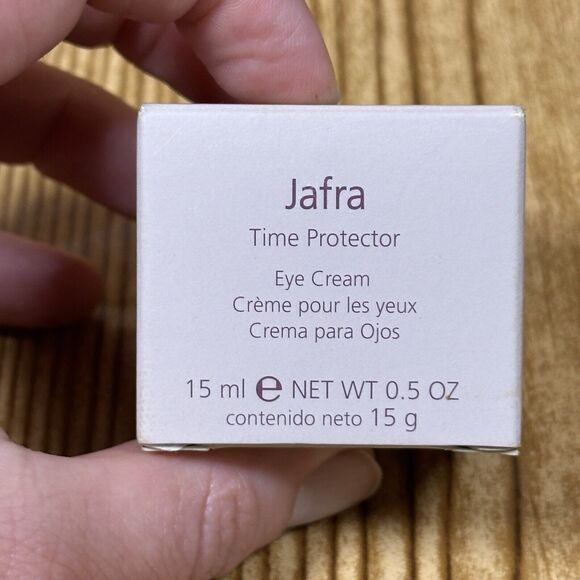 Jafra
Time Protector
Eye Cream
Crème pour les yeux
Crema para Ojos
15 ml ℮ NET WT 0.5 OZ
contenido neto 15 g